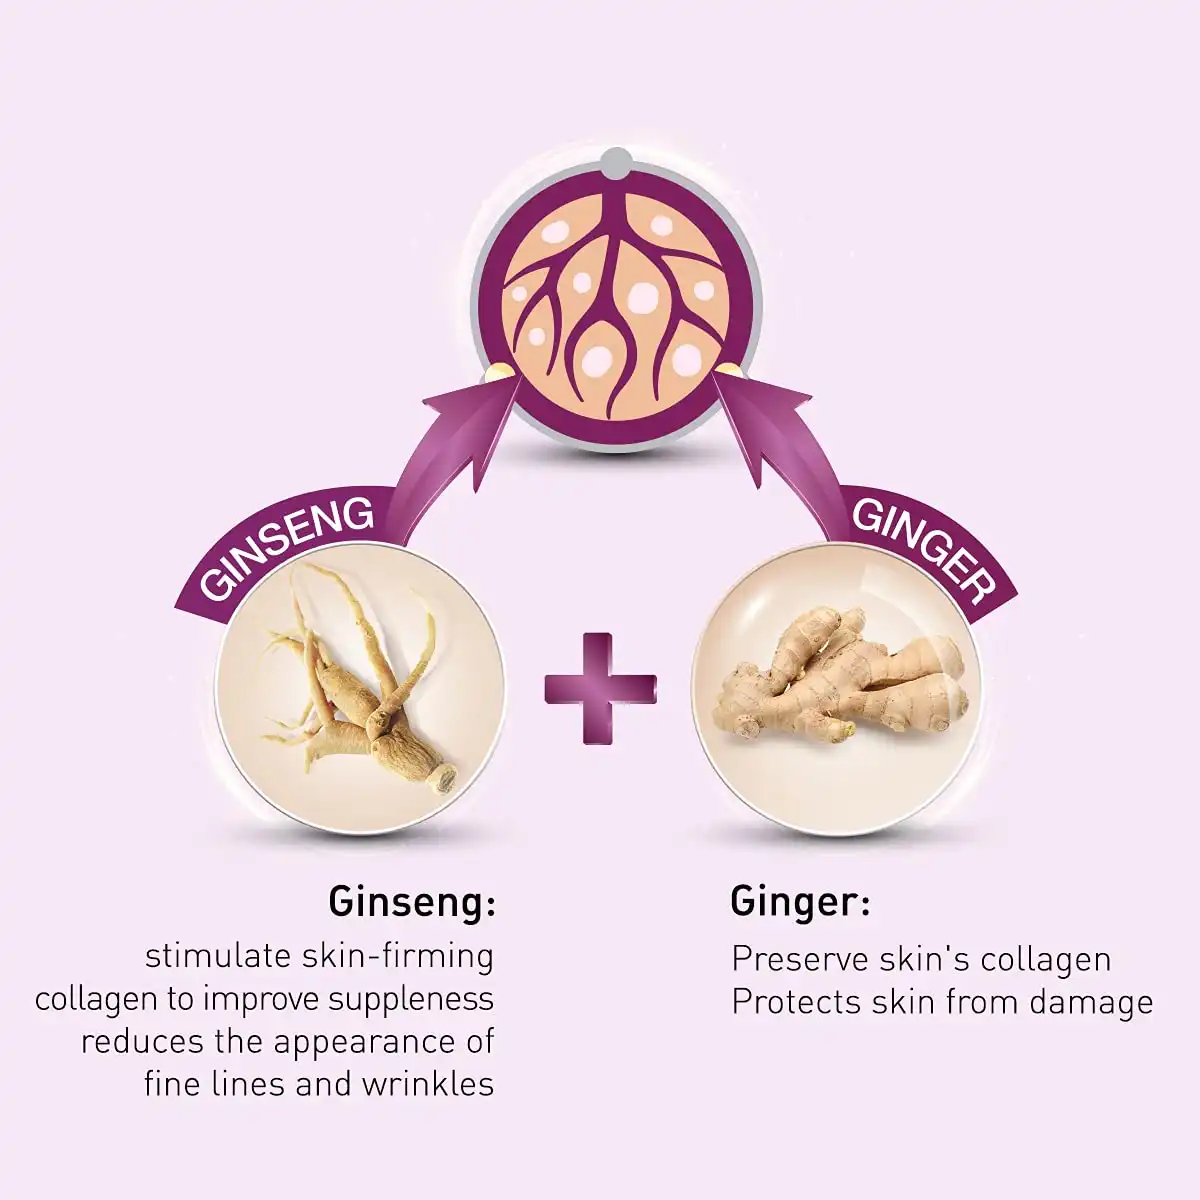 GINSENG
GINGER
Ginseng:
stimulate skin-firming
collagen to improve suppleness
reduces the appearance of
fine lines and wrinkles
Ginger:
Preserve skin's collagen
Protects skin from damage